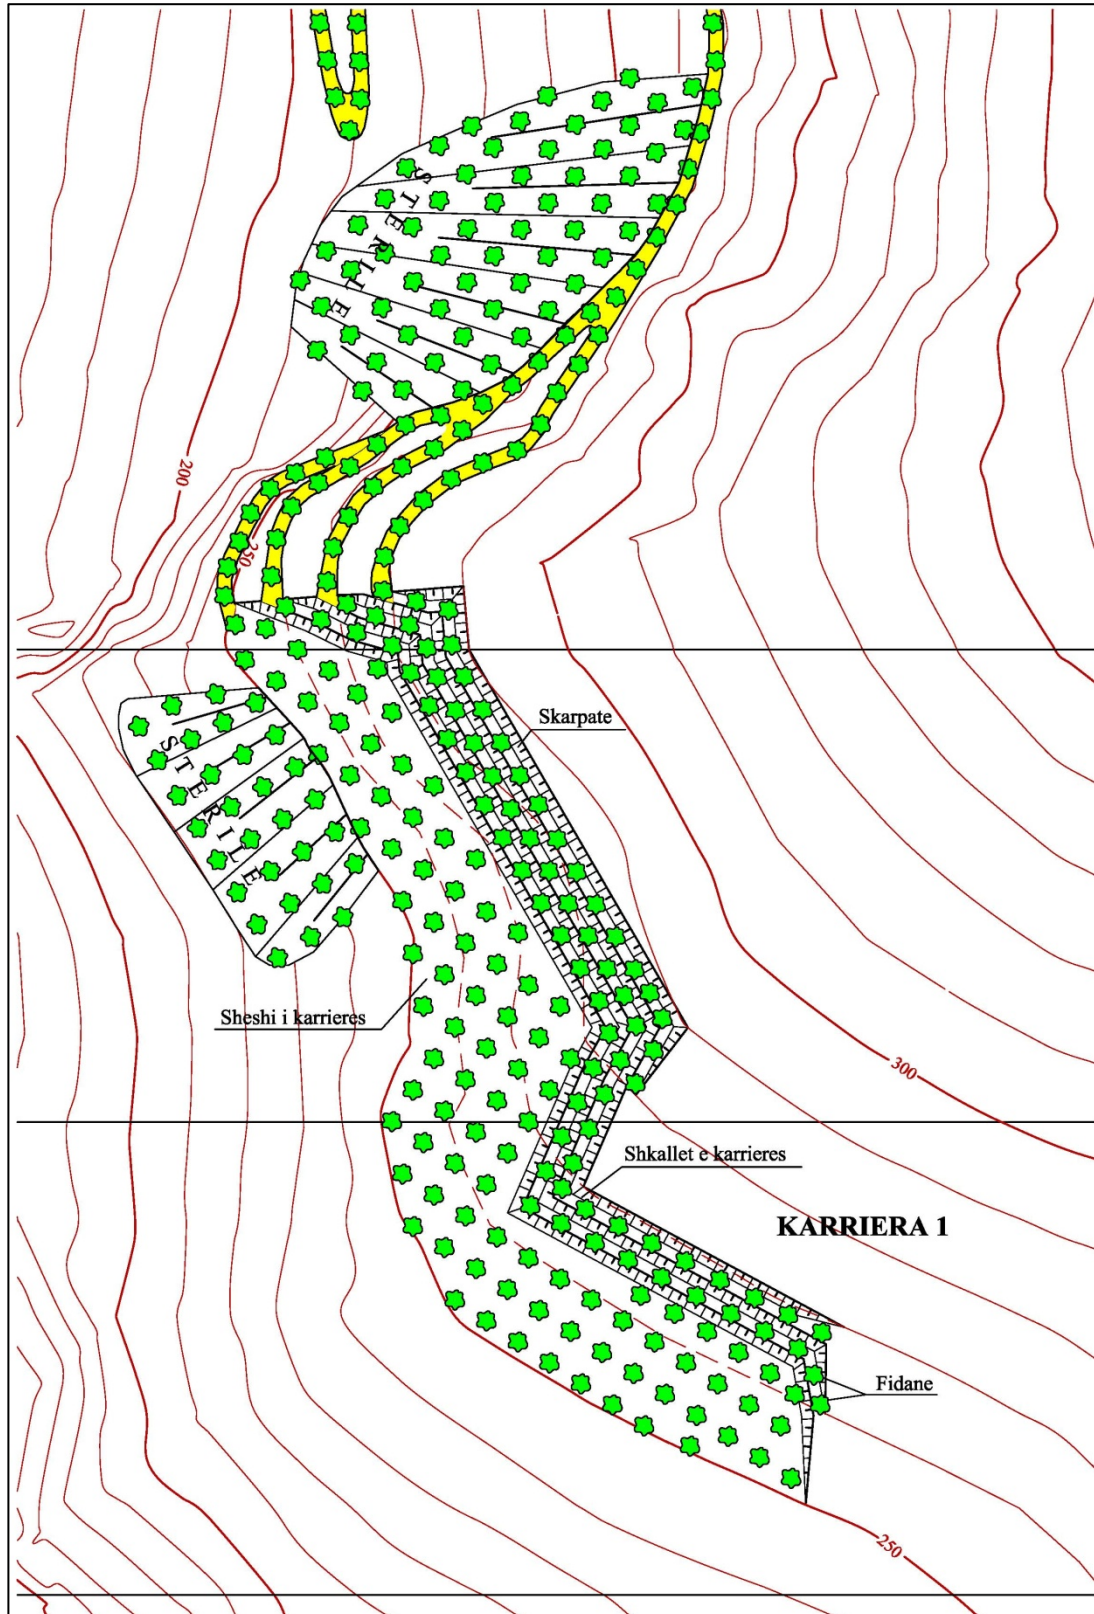 STERILE
200
250
Skarpate
STERILE
Sheshi i karrieres
300
Shkallet e karrieres
KARRIERA 1
Fidane
250